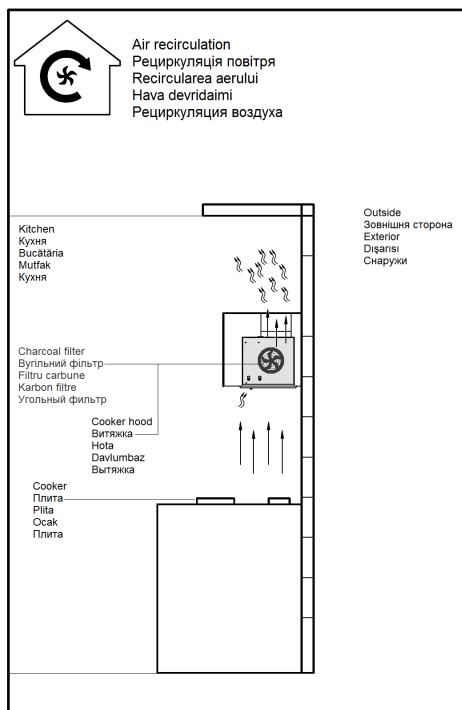 Air recirculation
Рециркуляція повітря
Recircularea aerului
Hava devridaimi
Рециркуляция воздуха
Outside
Зовнішня сторона
Exterior
Dışarısı
Снаружи
Kitchen
Кухня
Bucătăria
Mutfak
Кухня
Charcoal filter
Вугільний фільтр
Filtru carbune
Karbon filtre
Угольный фильтр
Cooker hood
Витяжка
Hota
Davlumbaz
Вытяжка
Cooker
Плита
Plita
Ocak
Плита